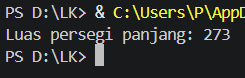 PS D:\LK> & C:\Users\P\AppD
Luas persegi panjang: 273
PS D:\LK>